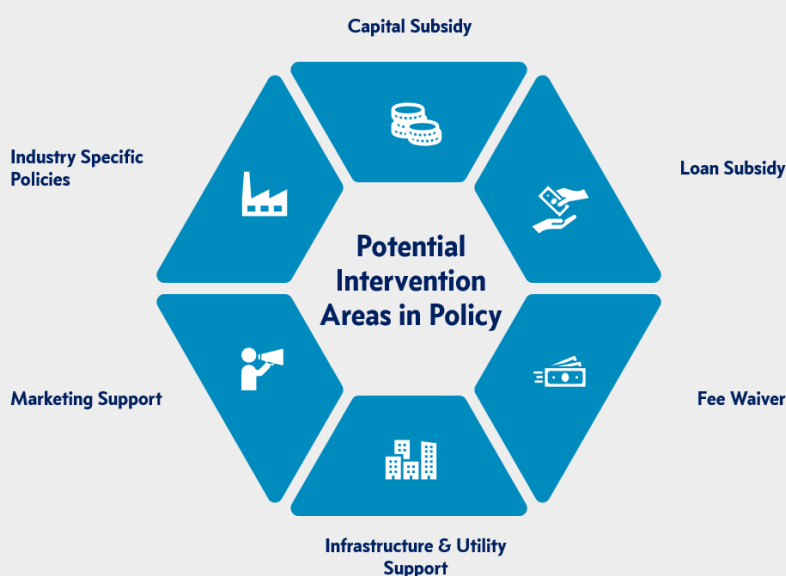 Capital Subsidy
Industry Specific
Policies
Loan Subsidy
Potential
Intervention
Areas in Policy
Marketing Support
Fee Waiver
Infrastructure & Utility
Support